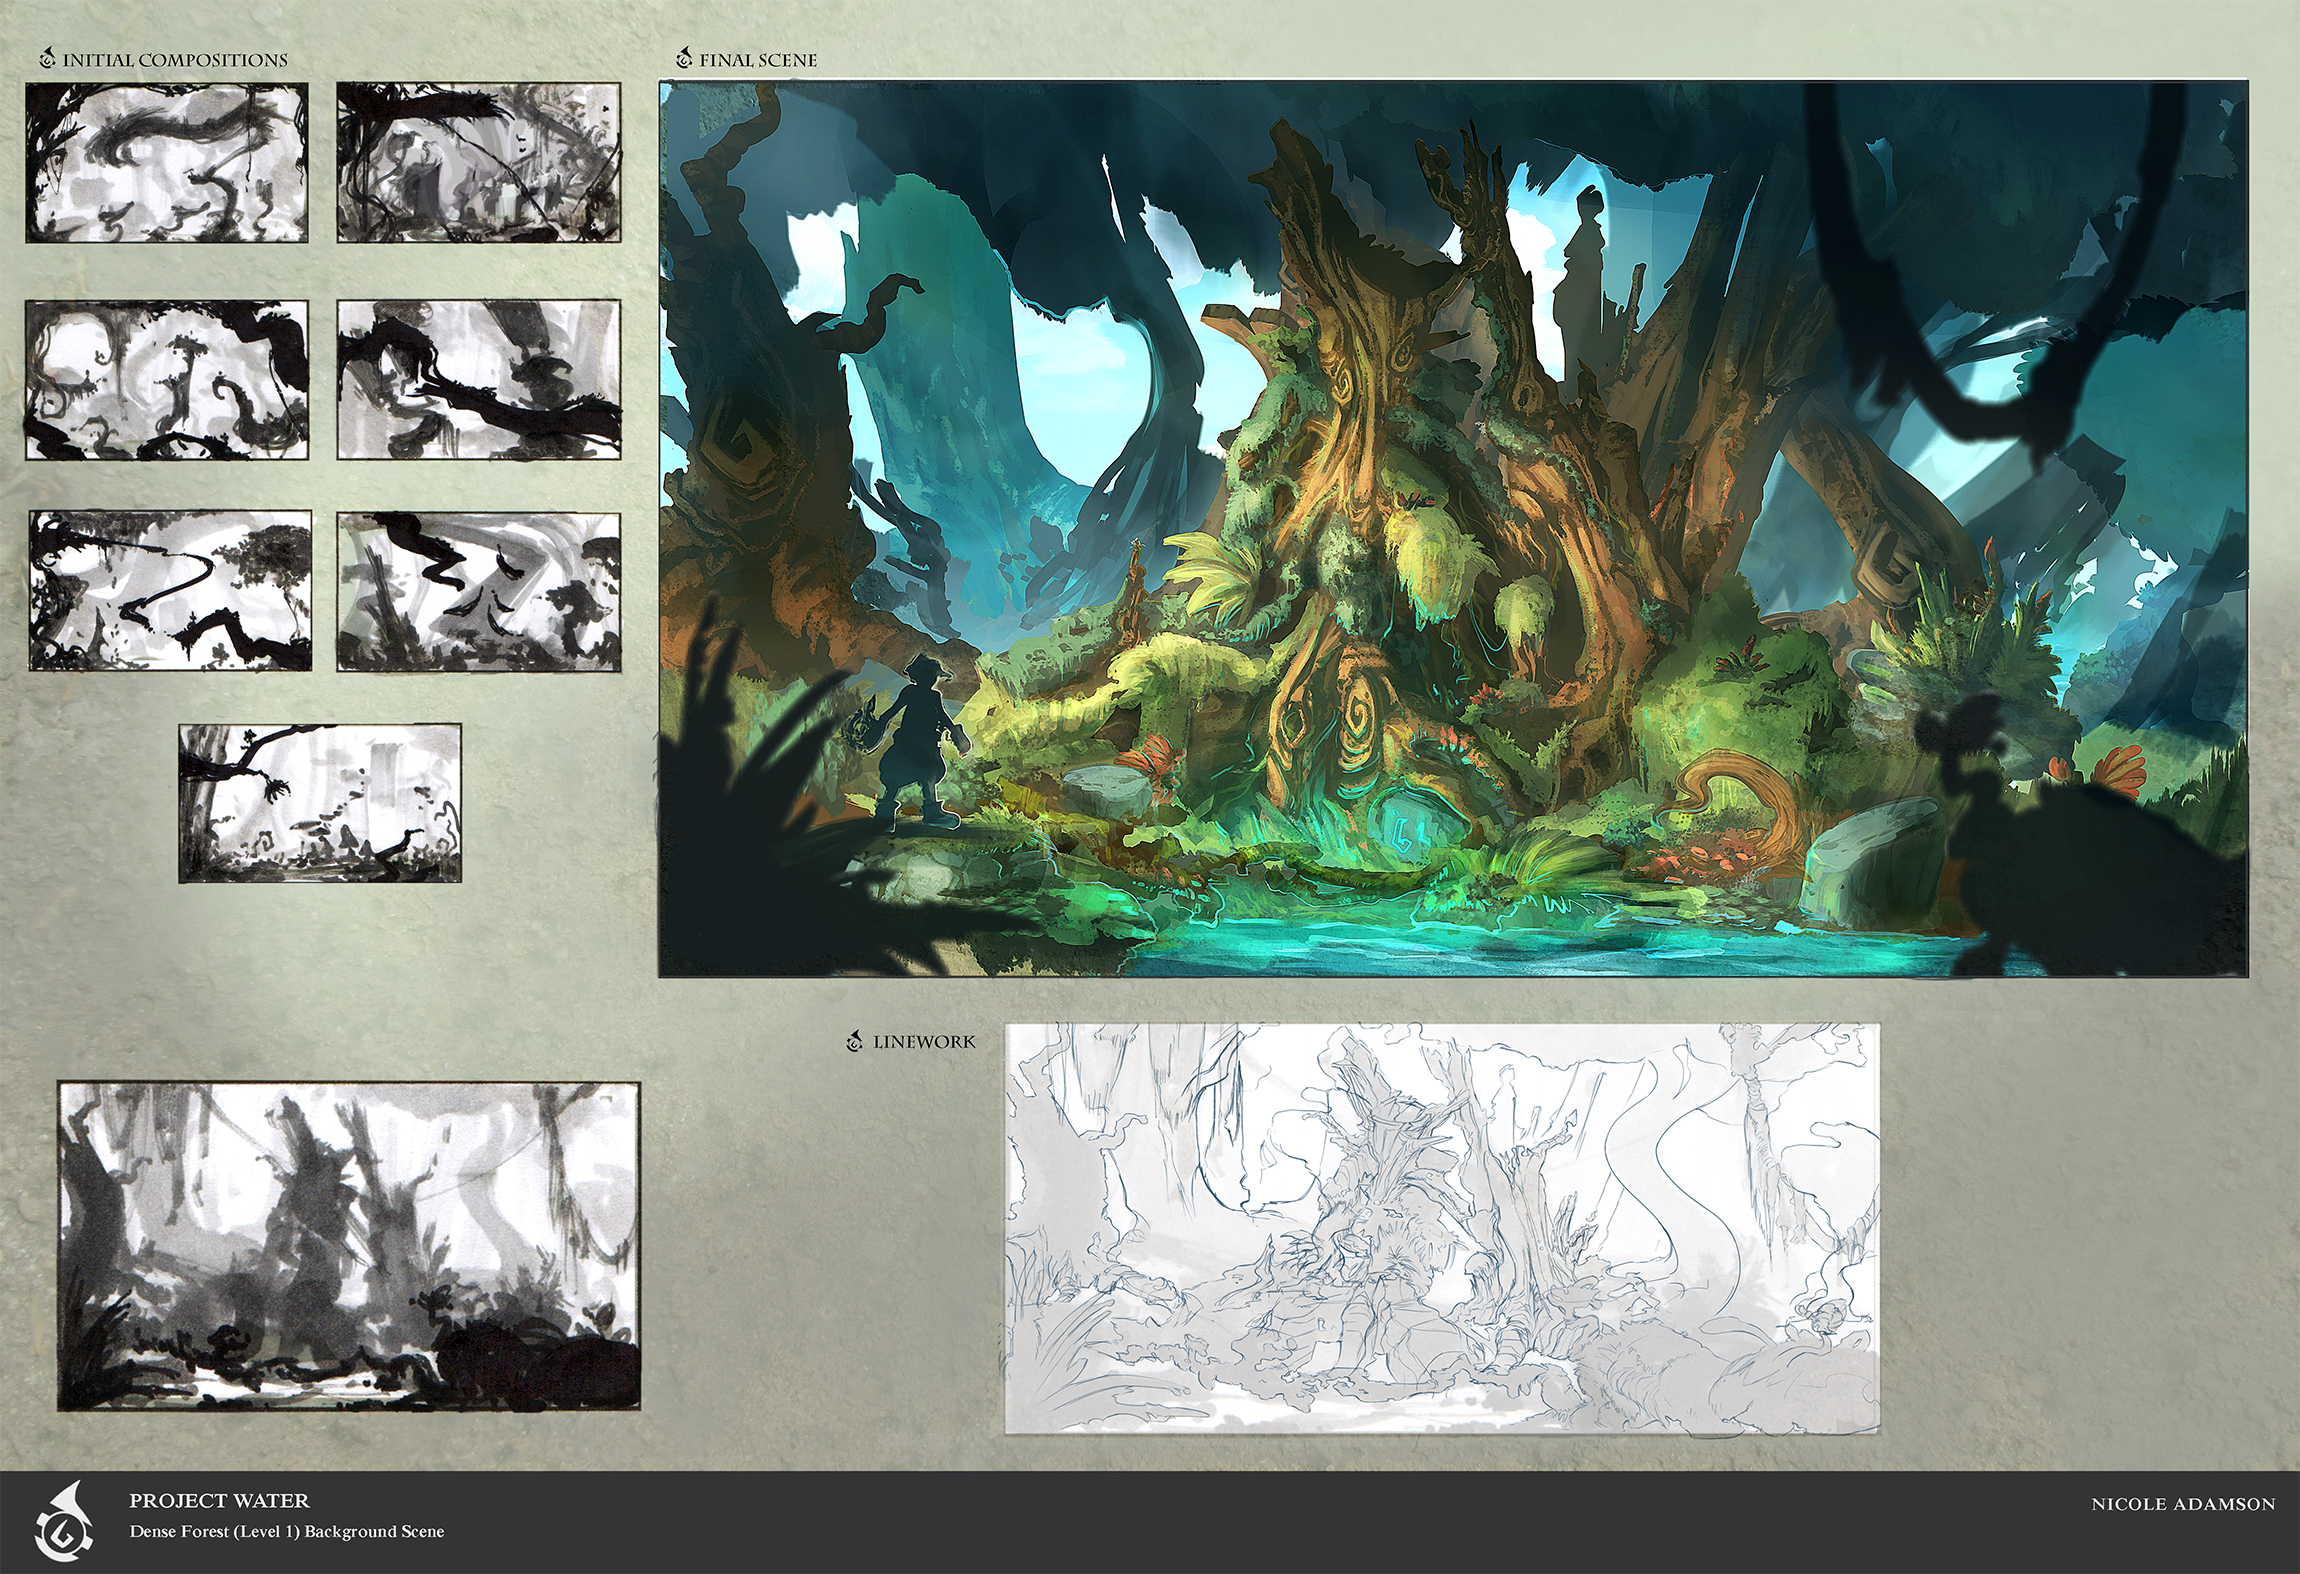 INITIAL COMPOSITIONS
FINAL SCENE
LINEWORK
PROJECT WATER
Dense Forest (Level 1) Background Scene
NICOLE ADAMSON